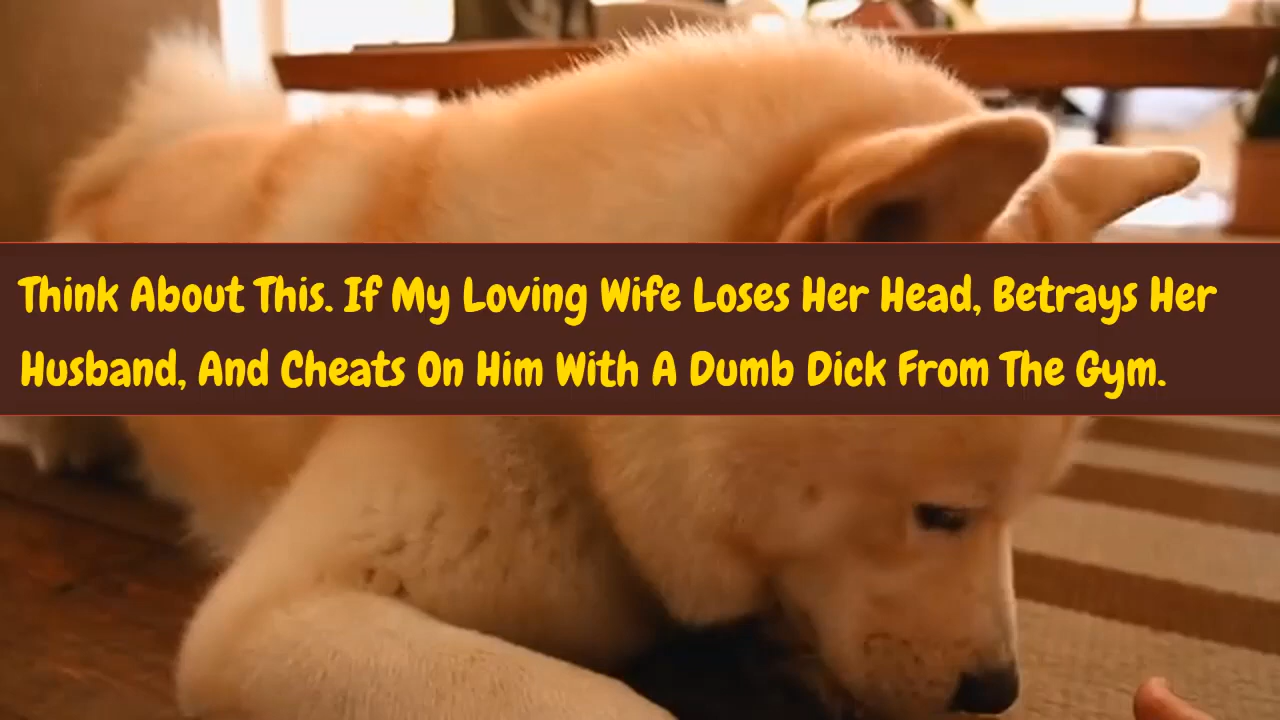 Think About This. If My Loving Wife Loses Her Head, Betrays Her
Husband, And Cheats On Him With A Dumb Dick From The Gym.